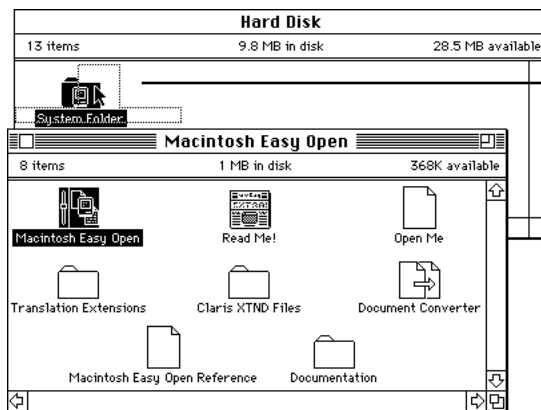 Hard Disk
13 items 9.8 MB in disk 28.5 MB available
System Folder
Macintosh Easy Open
8 items 1 MB in disk 368K available
Macintosh Easy Open Read Me! Open Me
Translation Extensions Claris XTND Files Document Converter
Macintosh Easy Open Reference Documentation